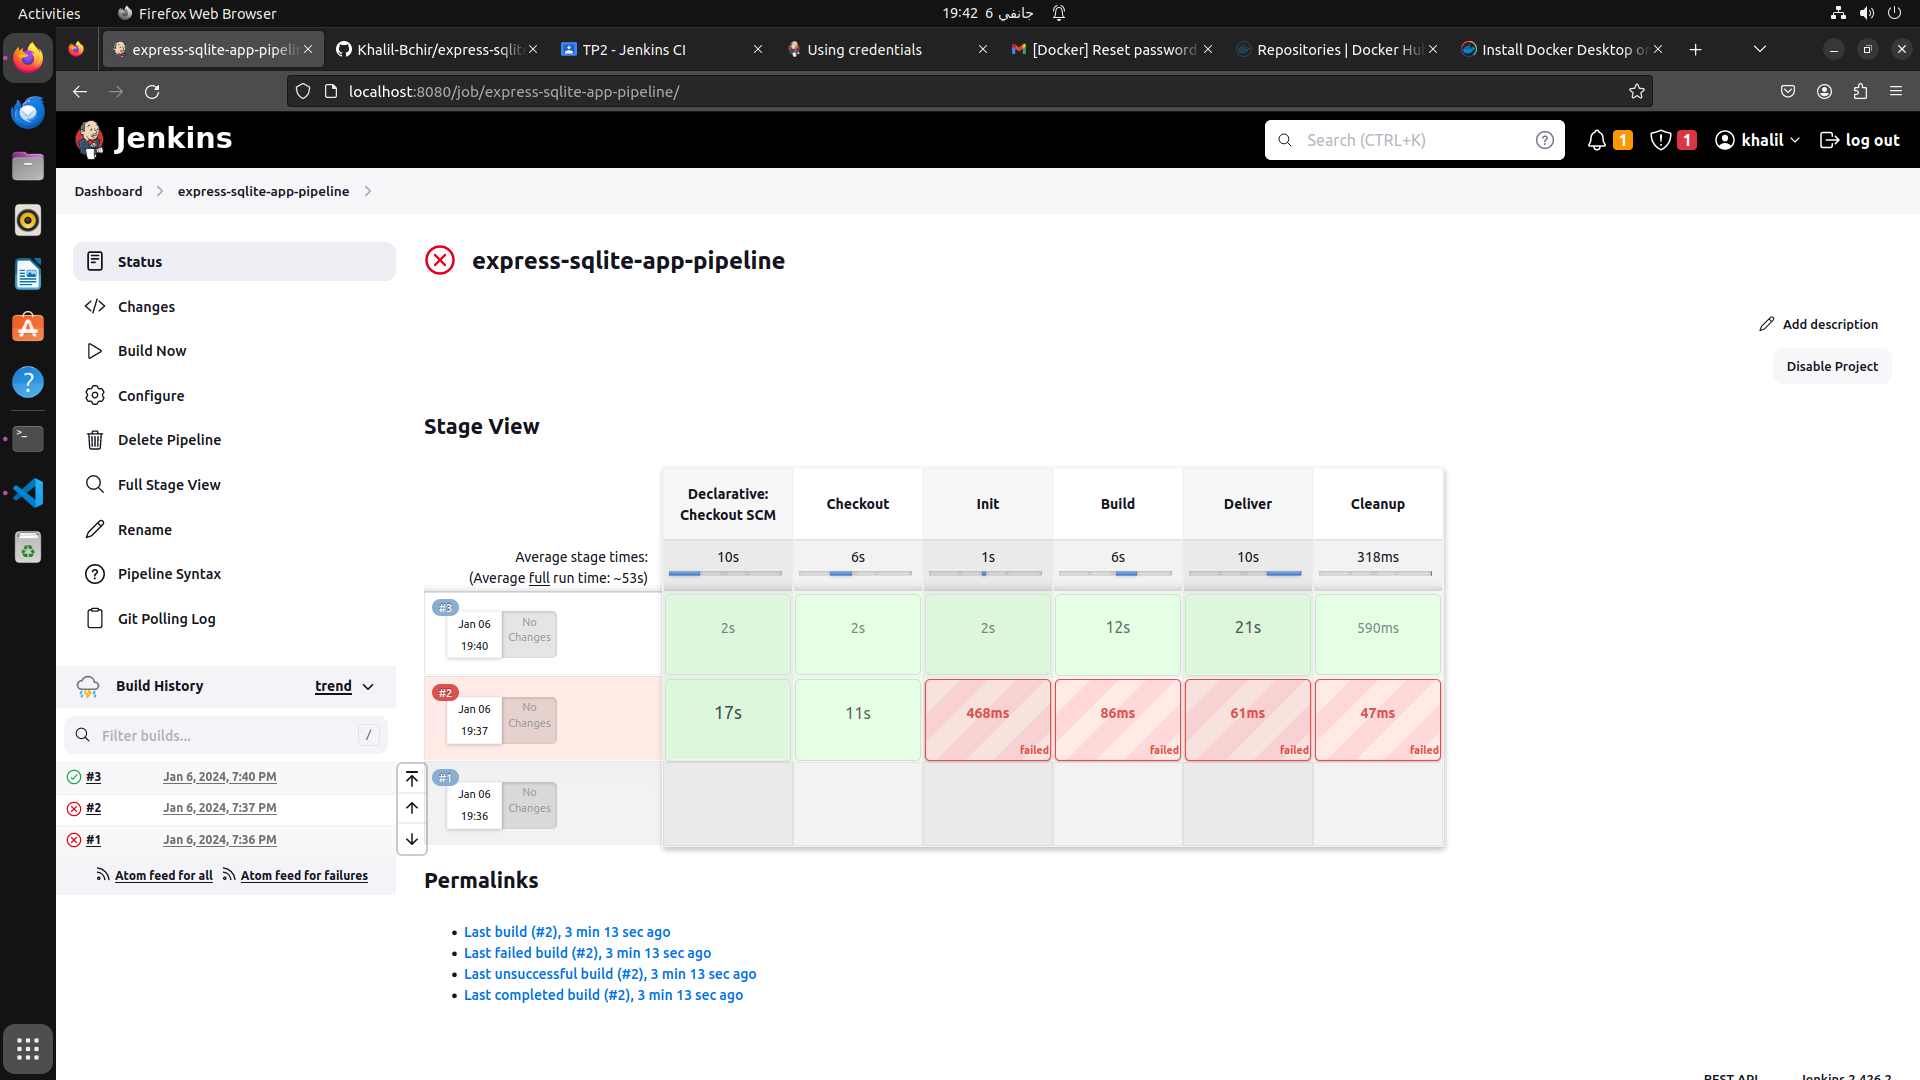 Activities
Firefox Web Browser
19:42 6 جانفي
express-sqlite-app-pipelin
Khalil-Bchir/express-sqlite
TP2 - Jenkins CI
Using credentials
[Docker] Reset password
Repositories | Docker Hub
Install Docker Desktop on
localhost:8080/job/express-sqlite-app-pipeline/
Jenkins
Search (CTRL+K)
1
1
khalil
log out
Dashboard
express-sqlite-app-pipeline
Status
Changes
Build Now
Configure
Delete Pipeline
Full Stage View
Rename
Pipeline Syntax
Git Polling Log
Build History
trend
Filter builds...
/
#3 Jan 6, 2024, 7:40 PM
#2 Jan 6, 2024, 7:37 PM
#1 Jan 6, 2024, 7:36 PM
Atom feed for all
Atom feed for failures
express-sqlite-app-pipeline
Add description
Disable Project
Stage View
Declarative: Checkout SCM
Checkout
Init
Build
Deliver
Cleanup
Average stage times:
(Average full run time: ~53s)
10s 6s 1s 6s 10s 318ms
#3
Jan 06
19:40
No Changes
2s 2s 2s 12s 21s 590ms
#2
Jan 06
19:37
No Changes
17s 11s 468ms 86ms 61ms 47ms
failed failed failed failed
#1
Jan 06
19:36
No Changes
Permalinks
Last build (#2), 3 min 13 sec ago
Last failed build (#2), 3 min 13 sec ago
Last unsuccessful build (#2), 3 min 13 sec ago
Last completed build (#2), 3 min 13 sec ago
REST API
Jenkins 2.426.2